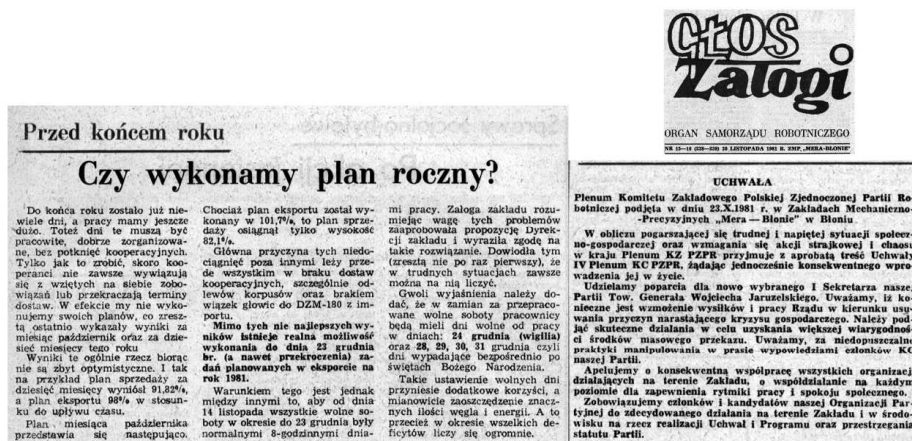 Przed końcem roku
Czy wykonamy plan roczny?
Do końca roku zostało już nie-
wiele dni, a pracy mamy jeszcze
dużo. Toteż dni te muszą być
pracowite, dobrze zorganizowa-
ne, bez potknięć kooperacyjnych.
Tylko jak to zrobić, skoro koo-
peranci nie zawsze wywiązują
się z wziętych na siebie zobo-
wiązań lub przekraczają terminy
dostaw. W efekcie my nie wyko-
nujemy swoich planów, co zresz-
tą ostatnio wykazały wyniki za
miesiąc październik oraz za dzie-
sięć miesięcy tego roku
Wyniki te ogólnie rzecz biorąc
nie są zbyt optymistyczne. I tak
na przykład plan sprzedaży za
dziesięć miesięcy wyniósł 91,82%,
a plan eksportu 98% w stosun-
ku do upływu czasu.
Plan miesiąca października
przedstawia się następująco.
Chociaż plan eksportu został wy-
konany w 101,7%, to plan sprze-
daży osiągnął tylko wysokość
82,1%.
Główna przyczyna tych niedo-
ciągnięć poza innymi leży prze-
de wszystkim w braku dostaw
kooperacyjnych, szczególnie od-
lewów korpusów oraz brakiem
wiązek głowic do DZM-180 z im-
portu.
Mimo tych nie najlepszych wy-
ników istnieje realna możliwość
wykonania do dnia 23 grudnia
br. (a nawet przekroczenia) za-
dań planowanych w eksporcie na
rok 1981.
Warunkiem tego jest jednak
między innymi to, aby od dnia
14 listopada wszystkie wolne so-
boty w okresie do 23 grudnia były
normalnymi 8-godzinnymi dnia-
mi pracy. Załoga zakładu rozu-
miejąc wagę tych problemów
zaaprobowała propozycję Dyrek-
cji zakładu i wyraziła zgodę na
takie rozwiązanie. Dowiodła tym
(zresztą nie po raz pierwszy), że
w trudnych sytuacjach zawsze
można na nią liczyć.
Gwoli wyjaśnienia należy do-
dać, że w zamian za przepraco-
wane wolne soboty pracownicy
będą mieli dni wolne od pracy
w dniach: 24 grudnia (wigilia)
oraz 28, 29, 30, 31 grudnia czyli
dni wypadające bezpośrednio po
świętach Bożego Narodzenia.
Takie ustawienie wolnych dni
przyniesie dodatkowe korzyści, a
mianowicie zaoszczędzenie znacz-
nych ilości węgla i energii. A to
przecież w okresie wszelkich de-
ficytów liczy się ogromnie.
Głos
Załogi
ORGAN SAMORZĄDU ROBOTNICZEGO
LISTOPADA 1981 R. ZMP „MERA-BŁONIE"
UCHWAŁA
Plenum Komitetu Zakładowego Polskiej Zjednoczonej Partii Ro-
botniczej podjęta w dniu 22.X.1981 r. w Zakładach Mechaniczno-
-Precyzyjnych „Mera — Błonie" w Błoniu
W obliczu pogarszającej się trudnej i napiętej sytuacji społecz-
no-gospodarczej oraz wzmagania się akcji strajkowej i chaosu
w kraju Plenum KZ PZPR przyjmuje z aprobatą treść Uchwały
IV Plenum KC PZPR, żądając jednocześnie konsekwentnego wpro-
wadzenia jej w życie.
Udzielamy poparcia dla nowo wybranego I Sekretarza naszej
Partii Tow. Generała Wojciecha Jaruzelskiego. Uważamy, iż ko-
nieczne jest wzmożenie wysiłków i pracy Rządu w kierunku usu-
wania przyczyn narastającego kryzysu gospodarczego. Należy pod-
jąć skuteczne działania w celu uzyskania większej wiarygodnoś-
ci środków masowego przekazu. Uważamy, za niedopuszczalne
praktyki manipulowania w prasie wypowiedziami członków KC
naszej Partii.
Apelujemy o konsekwentną współpracę wszystkich organizacji
działających na terenie Zakładu, o współdziałanie na każdym
poziomie dla zapewnienia rytmiki pracy i spokoju społecznego.
Zobowiązujemy członków i kandydatów naszej Organizacji Par-
tyjnej do zdecydowanego działania na terenie Zakładu i w środo-
wisku na rzecz realizacji Uchwał i Programu oraz przestrzegania
statutu Partii.